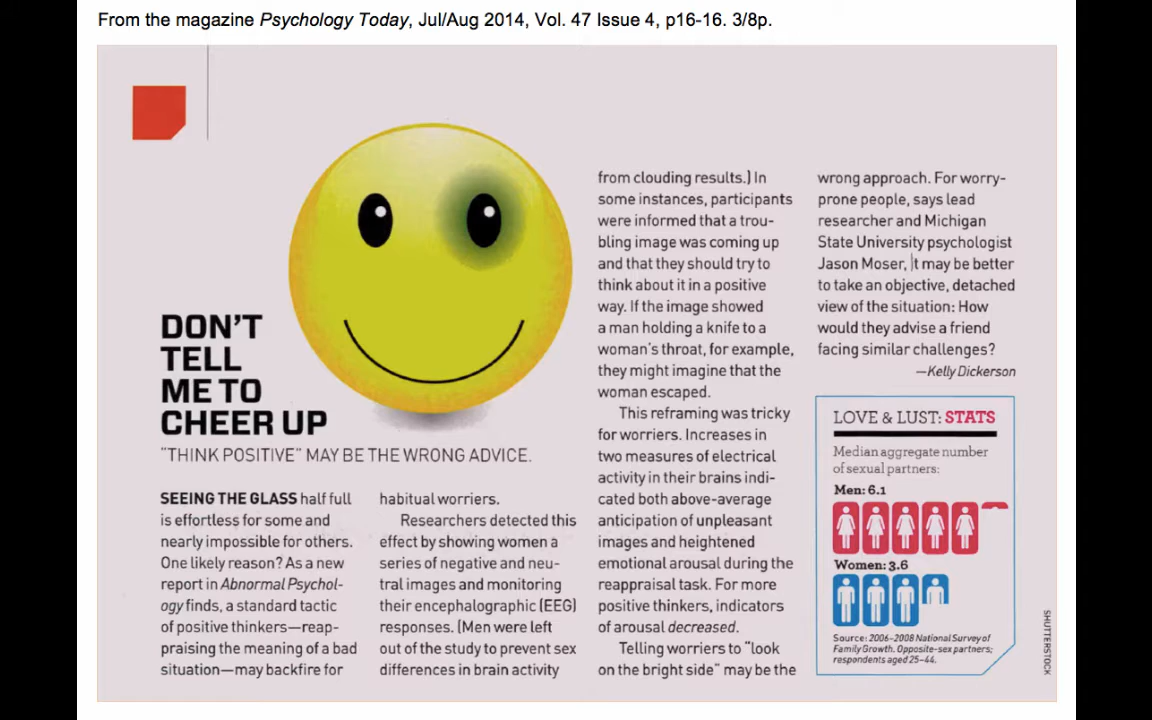 From the magazine Psychology Today, Jul/Aug 2014, Vol. 47 Issue 4, p16-16. 3/8p.
DON'T
TELL
ME TO
CHEER UP
"THINK POSITIVE" MAY BE THE WRONG ADVICE.
SEEING THE GLASS half full
is effortless for some and
nearly impossible for others.
One likely reason? As a new
report in Abnormal Psychol-
ogy finds, a standard tactic
of positive thinkers—reap-
praising the meaning of a bad
situation—may backfire for
habitual worriers.
Researchers detected this
effect by showing women a
series of negative and neu-
tral images and monitoring
their encephalographic (EEG)
responses. (Men were left
out of the study to prevent sex
differences in brain activity
from clouding results.) In
some instances, participants
were informed that a trou-
bling image was coming up
and that they should try to
think about it in a positive
way. If the image showed
a man holding a knife to a
woman's throat, for example,
they might imagine that the
woman escaped.
This reframing was tricky
for worriers. Increases in
two measures of electrical
activity in their brains indi-
cated both above-average
anticipation of unpleasant
images and heightened
emotional arousal during the
reappraisal task. For more
positive thinkers, indicators
of arousal decreased.
Telling worriers to "look
on the bright side" may be the
wrong approach. For worry-
prone people, says lead
researcher and Michigan
State University psychologist
Jason Moser, it may be better
to take an objective, detached
view of the situation: How
would they advise a friend
facing similar challenges?
—Kelly Dickerson
LOVE & LUST: STATS
Median aggregate number
of sexual partners:
Men: 6.1
Women: 3.6
Source: 2006–2008 National Survey of
Family Growth. Opposite-sex partners;
respondents aged 25–44.
SHUTTERSTOCK